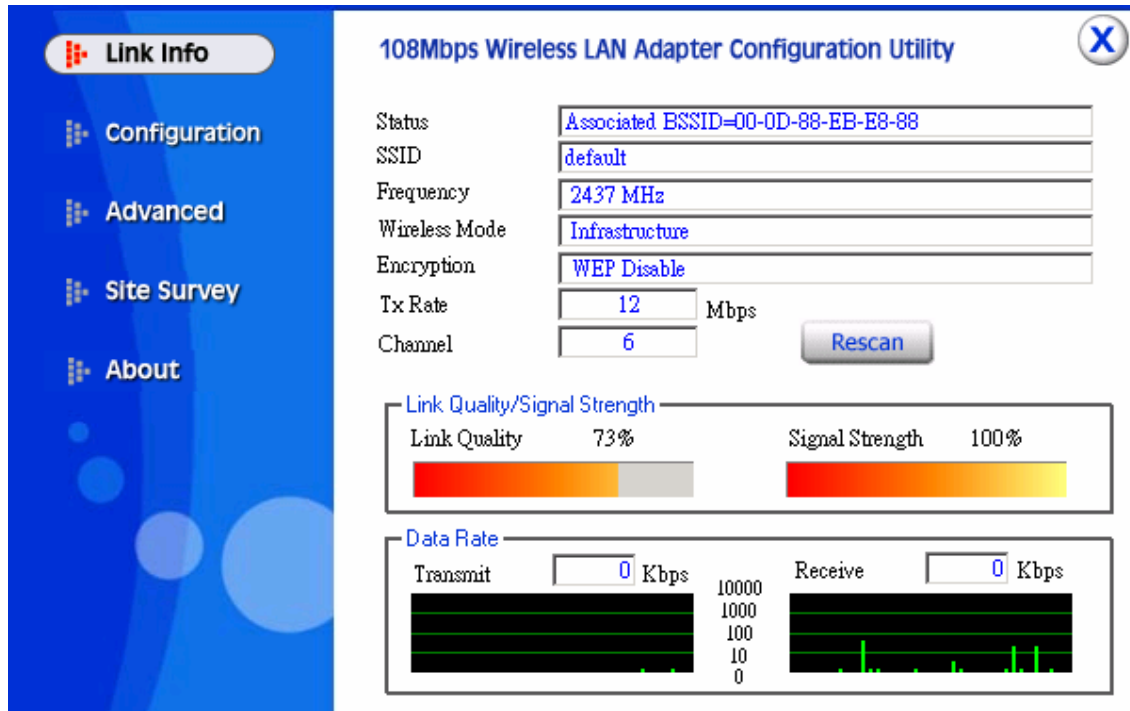 Link Info
Configuration
Advanced
Site Survey
About
108Mbps Wireless LAN Adapter Configuration Utility
X
Status Associated BSSID=00-0D-88-EB-E8-88
SSID default
Frequency 2437 MHz
Wireless Mode Infrastructure
Encryption WEP Disable
Tx Rate 12 Mbps
Channel 6
Rescan
Link Quality/Signal Strength
Link Quality 73% Signal Strength 100%
Data Rate
Transmit 0 Kbps Receive 0 Kbps
10000
1000
100
10
0